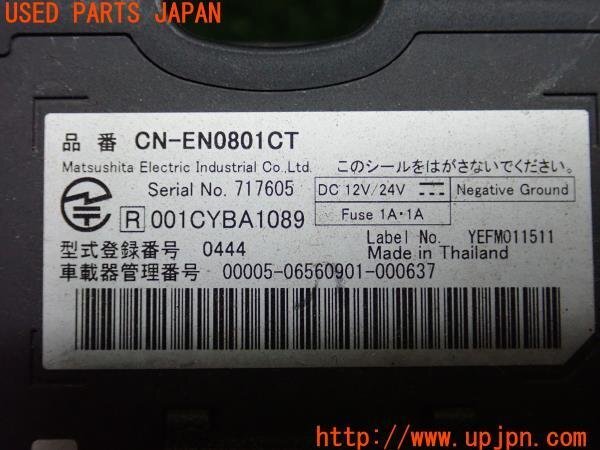 USED PARTS JAPAN
品番 CN-EN0801CT
Matsushita Electric Industrial Co.,Ltd. このシールをはがさないでください。
Serial No. 717605 DC 12V/24V Negative Ground
R 001CYBA1089 Fuse 1A・1A
型式登録番号 0444 Label No. YEFM011511
Made in Thailand
車載器管理番号 00005-06560901-000637
http://www.upjpn.com/